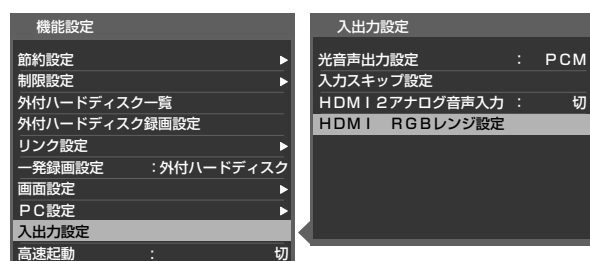 機能設定
節約設定
制限設定
外付ハードディスク一覧
外付ハードディスク録画設定
リンク設定
一発録画設定 :外付ハードディスク
画面設定
PC設定
入出力設定
高速起動 : 切
入出力設定
光音声出力設定 : PCM
入力スキップ設定
HDMI2アナログ音声入力 : 切
HDMI RGBレンジ設定